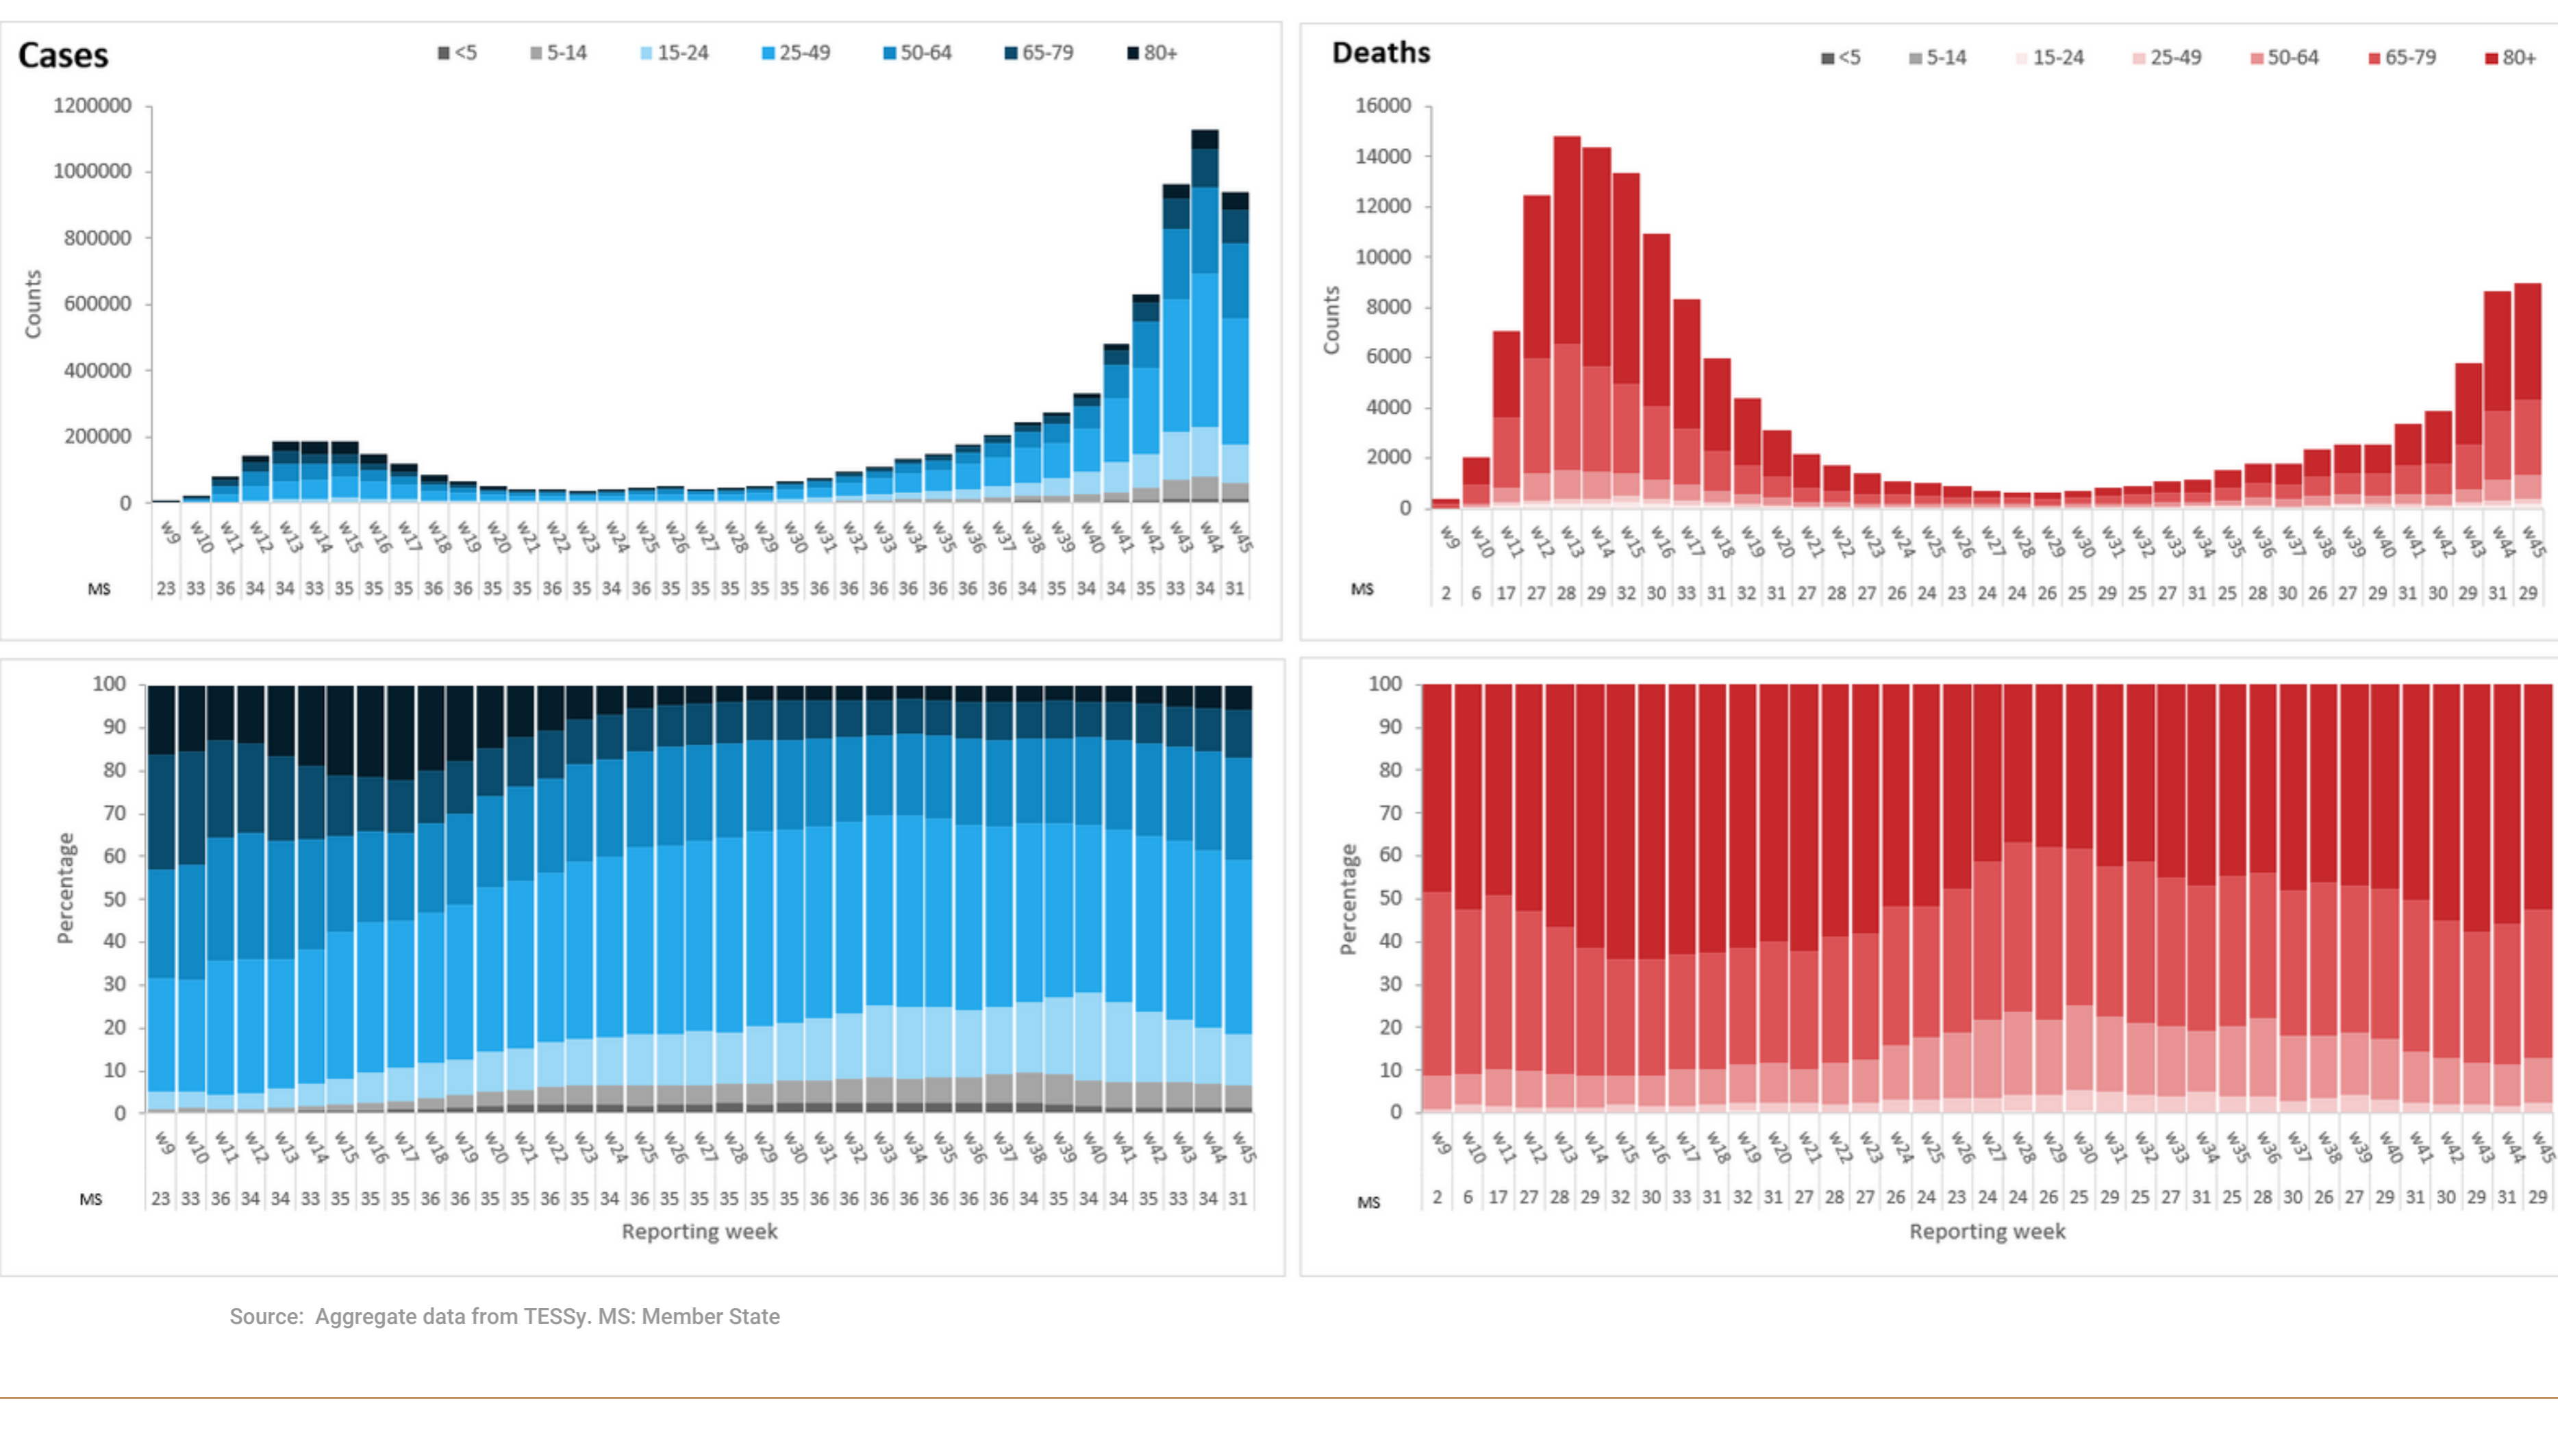 Cases
<5 5-14 15-24 25-49 50-64 65-79 80+
1200000
1000000
800000
600000
400000
200000
0
Counts
w9 w10 w11 w12 w13 w14 w15 w16 w17 w18 w19 w20 w21 w22 w23 w24 w25 w26 w27 w28 w29 w30 w31 w32 w33 w34 w35 w36 w37 w38 w39 w40 w41 w42 w43 w44 w45
MS 23 33 36 34 34 33 35 35 35 36 36 35 35 36 35 34 36 35 35 35 35 35 36 36 36 36 36 36 36 34 35 34 34 35 33 34 31
Deaths
<5 5-14 15-24 25-49 50-64 65-79 80+
16000
14000
12000
10000
8000
6000
4000
2000
0
Counts
w9 w10 w11 w12 w13 w14 w15 w16 w17 w18 w19 w20 w21 w22 w23 w24 w25 w26 w27 w28 w29 w30 w31 w32 w33 w34 w35 w36 w37 w38 w39 w40 w41 w42 w43 w44 w45
MS 2 6 17 27 28 29 32 30 33 31 32 31 27 28 27 26 24 23 24 24 26 25 29 25 27 31 25 28 30 26 27 29 31 30 29 31 29
100
90
80
70
60
50
40
30
20
10
0
Percentage
w9 w10 w11 w12 w13 w14 w15 w16 w17 w18 w19 w20 w21 w22 w23 w24 w25 w26 w27 w28 w29 w30 w31 w32 w33 w34 w35 w36 w37 w38 w39 w40 w41 w42 w43 w44 w45
MS 23 33 36 34 34 33 35 35 35 36 36 35 35 36 35 34 36 35 35 35 35 35 36 36 36 36 36 36 36 34 35 34 34 35 33 34 31
Reporting week
100
90
80
70
60
50
40
30
20
10
0
Percentage
w9 w10 w11 w12 w13 w14 w15 w16 w17 w18 w19 w20 w21 w22 w23 w24 w25 w26 w27 w28 w29 w30 w31 w32 w33 w34 w35 w36 w37 w38 w39 w40 w41 w42 w43 w44 w45
MS 2 6 17 27 28 29 32 30 33 31 32 31 27 28 27 26 24 23 24 24 26 25 29 25 27 31 25 28 30 26 27 29 31 30 29 31 29
Reporting week
Source: Aggregate data from TESSy. MS: Member State